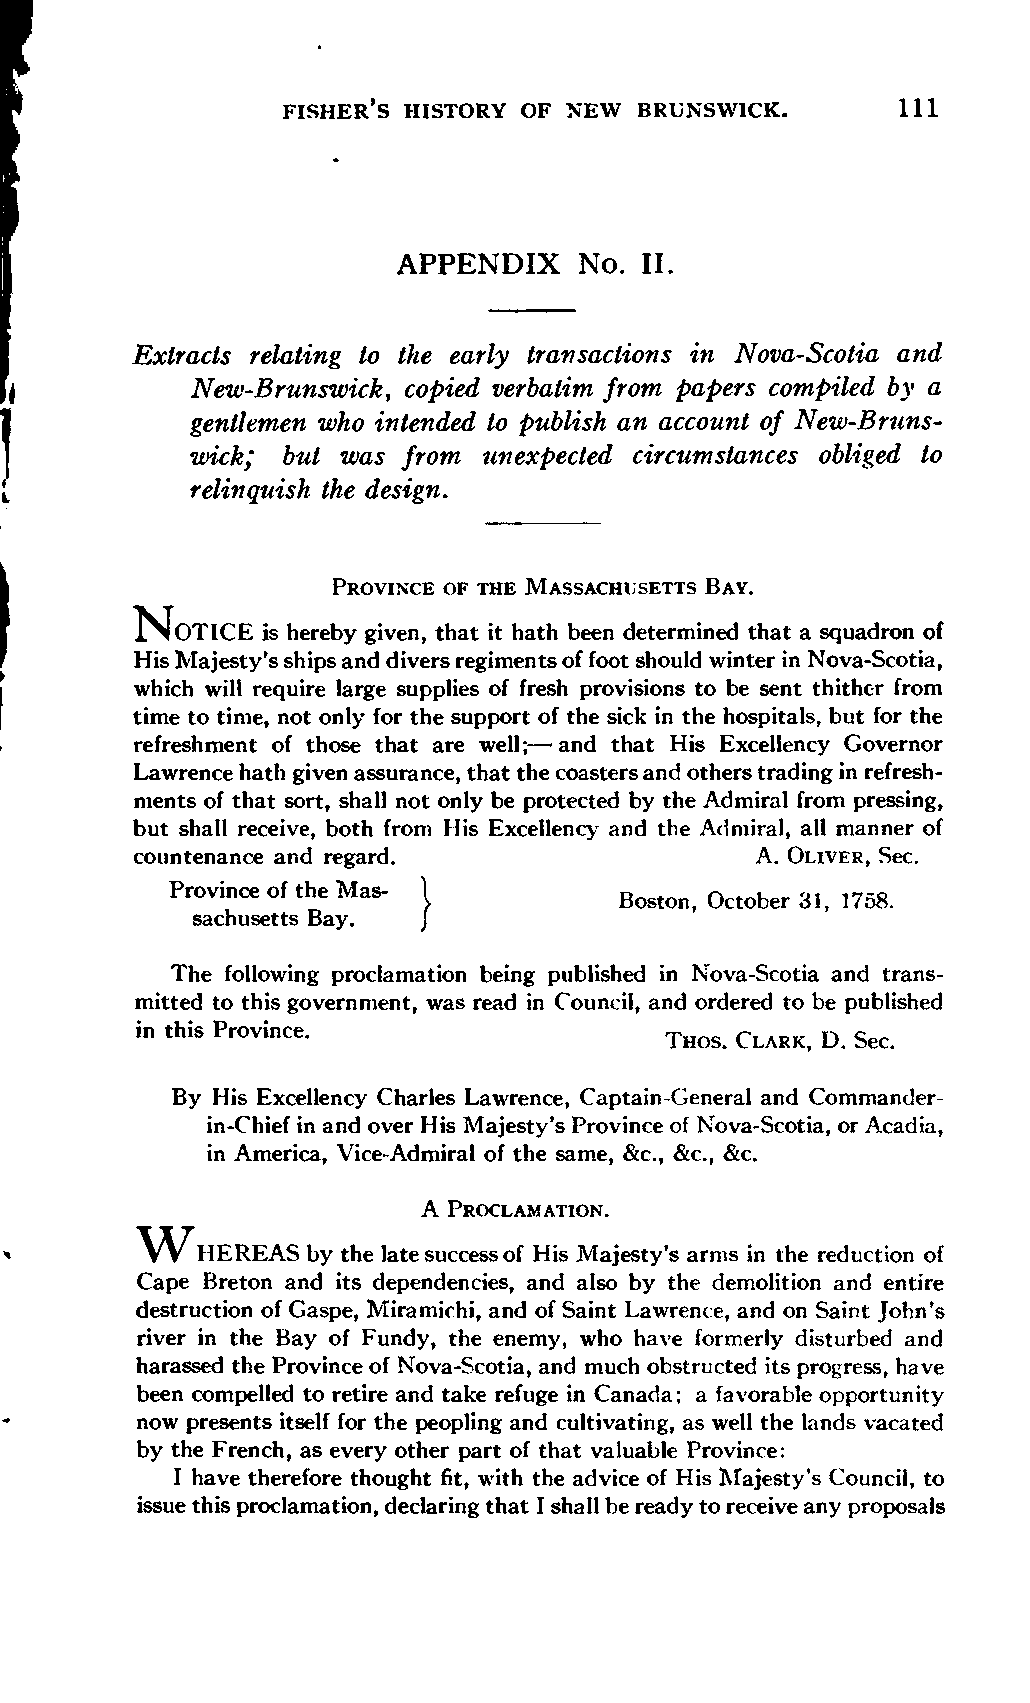 FISHER'S HISTORY OF NEW BRUNSWICK. 111
APPENDIX No. II.
Extracts relating to the early transactions in Nova-Scotia and
New-Brunswick, copied verbatim from papers compiled by a
gentlemen who intended to publish an account of New-Bruns-
wick; but was from unexpected circumstances obliged to
relinquish the design.
PROVINCE OF THE MASSACHUSETTS BAY.
NOTICE is hereby given, that it hath been determined that a squadron of
His Majesty's ships and divers regiments of foot should winter in Nova-Scotia,
which will require large supplies of fresh provisions to be sent thither from
time to time, not only for the support of the sick in the hospitals, but for the
refreshment of those that are well;— and that His Excellency Governor
Lawrence hath given assurance, that the coasters and others trading in refresh-
ments of that sort, shall not only be protected by the Admiral from pressing,
but shall receive, both from His Excellency and the Admiral, all manner of
countenance and regard. A. OLIVER, Sec.
Province of the Mas-
sachusetts Bay. } Boston, October 31, 1758.
The following proclamation being published in Nova-Scotia and trans-
mitted to this government, was read in Council, and ordered to be published
in this Province. THOS. CLARK, D. Sec.
By His Excellency Charles Lawrence, Captain-General and Commander-
in-Chief in and over His Majesty's Province of Nova-Scotia, or Acadia,
in America, Vice-Admiral of the same, &c., &c., &c.
A PROCLAMATION.
WHEREAS by the late success of His Majesty's arms in the reduction of
Cape Breton and its dependencies, and also by the demolition and entire
destruction of Gaspe, Miramichi, and of Saint Lawrence, and on Saint John's
river in the Bay of Fundy, the enemy, who have formerly disturbed and
harassed the Province of Nova-Scotia, and much obstructed its progress, have
been compelled to retire and take refuge in Canada; a favorable opportunity
now presents itself for the peopling and cultivating, as well the lands vacated
by the French, as every other part of that valuable Province:
I have therefore thought fit, with the advice of His Majesty's Council, to
issue this proclamation, declaring that I shall be ready to receive any proposals